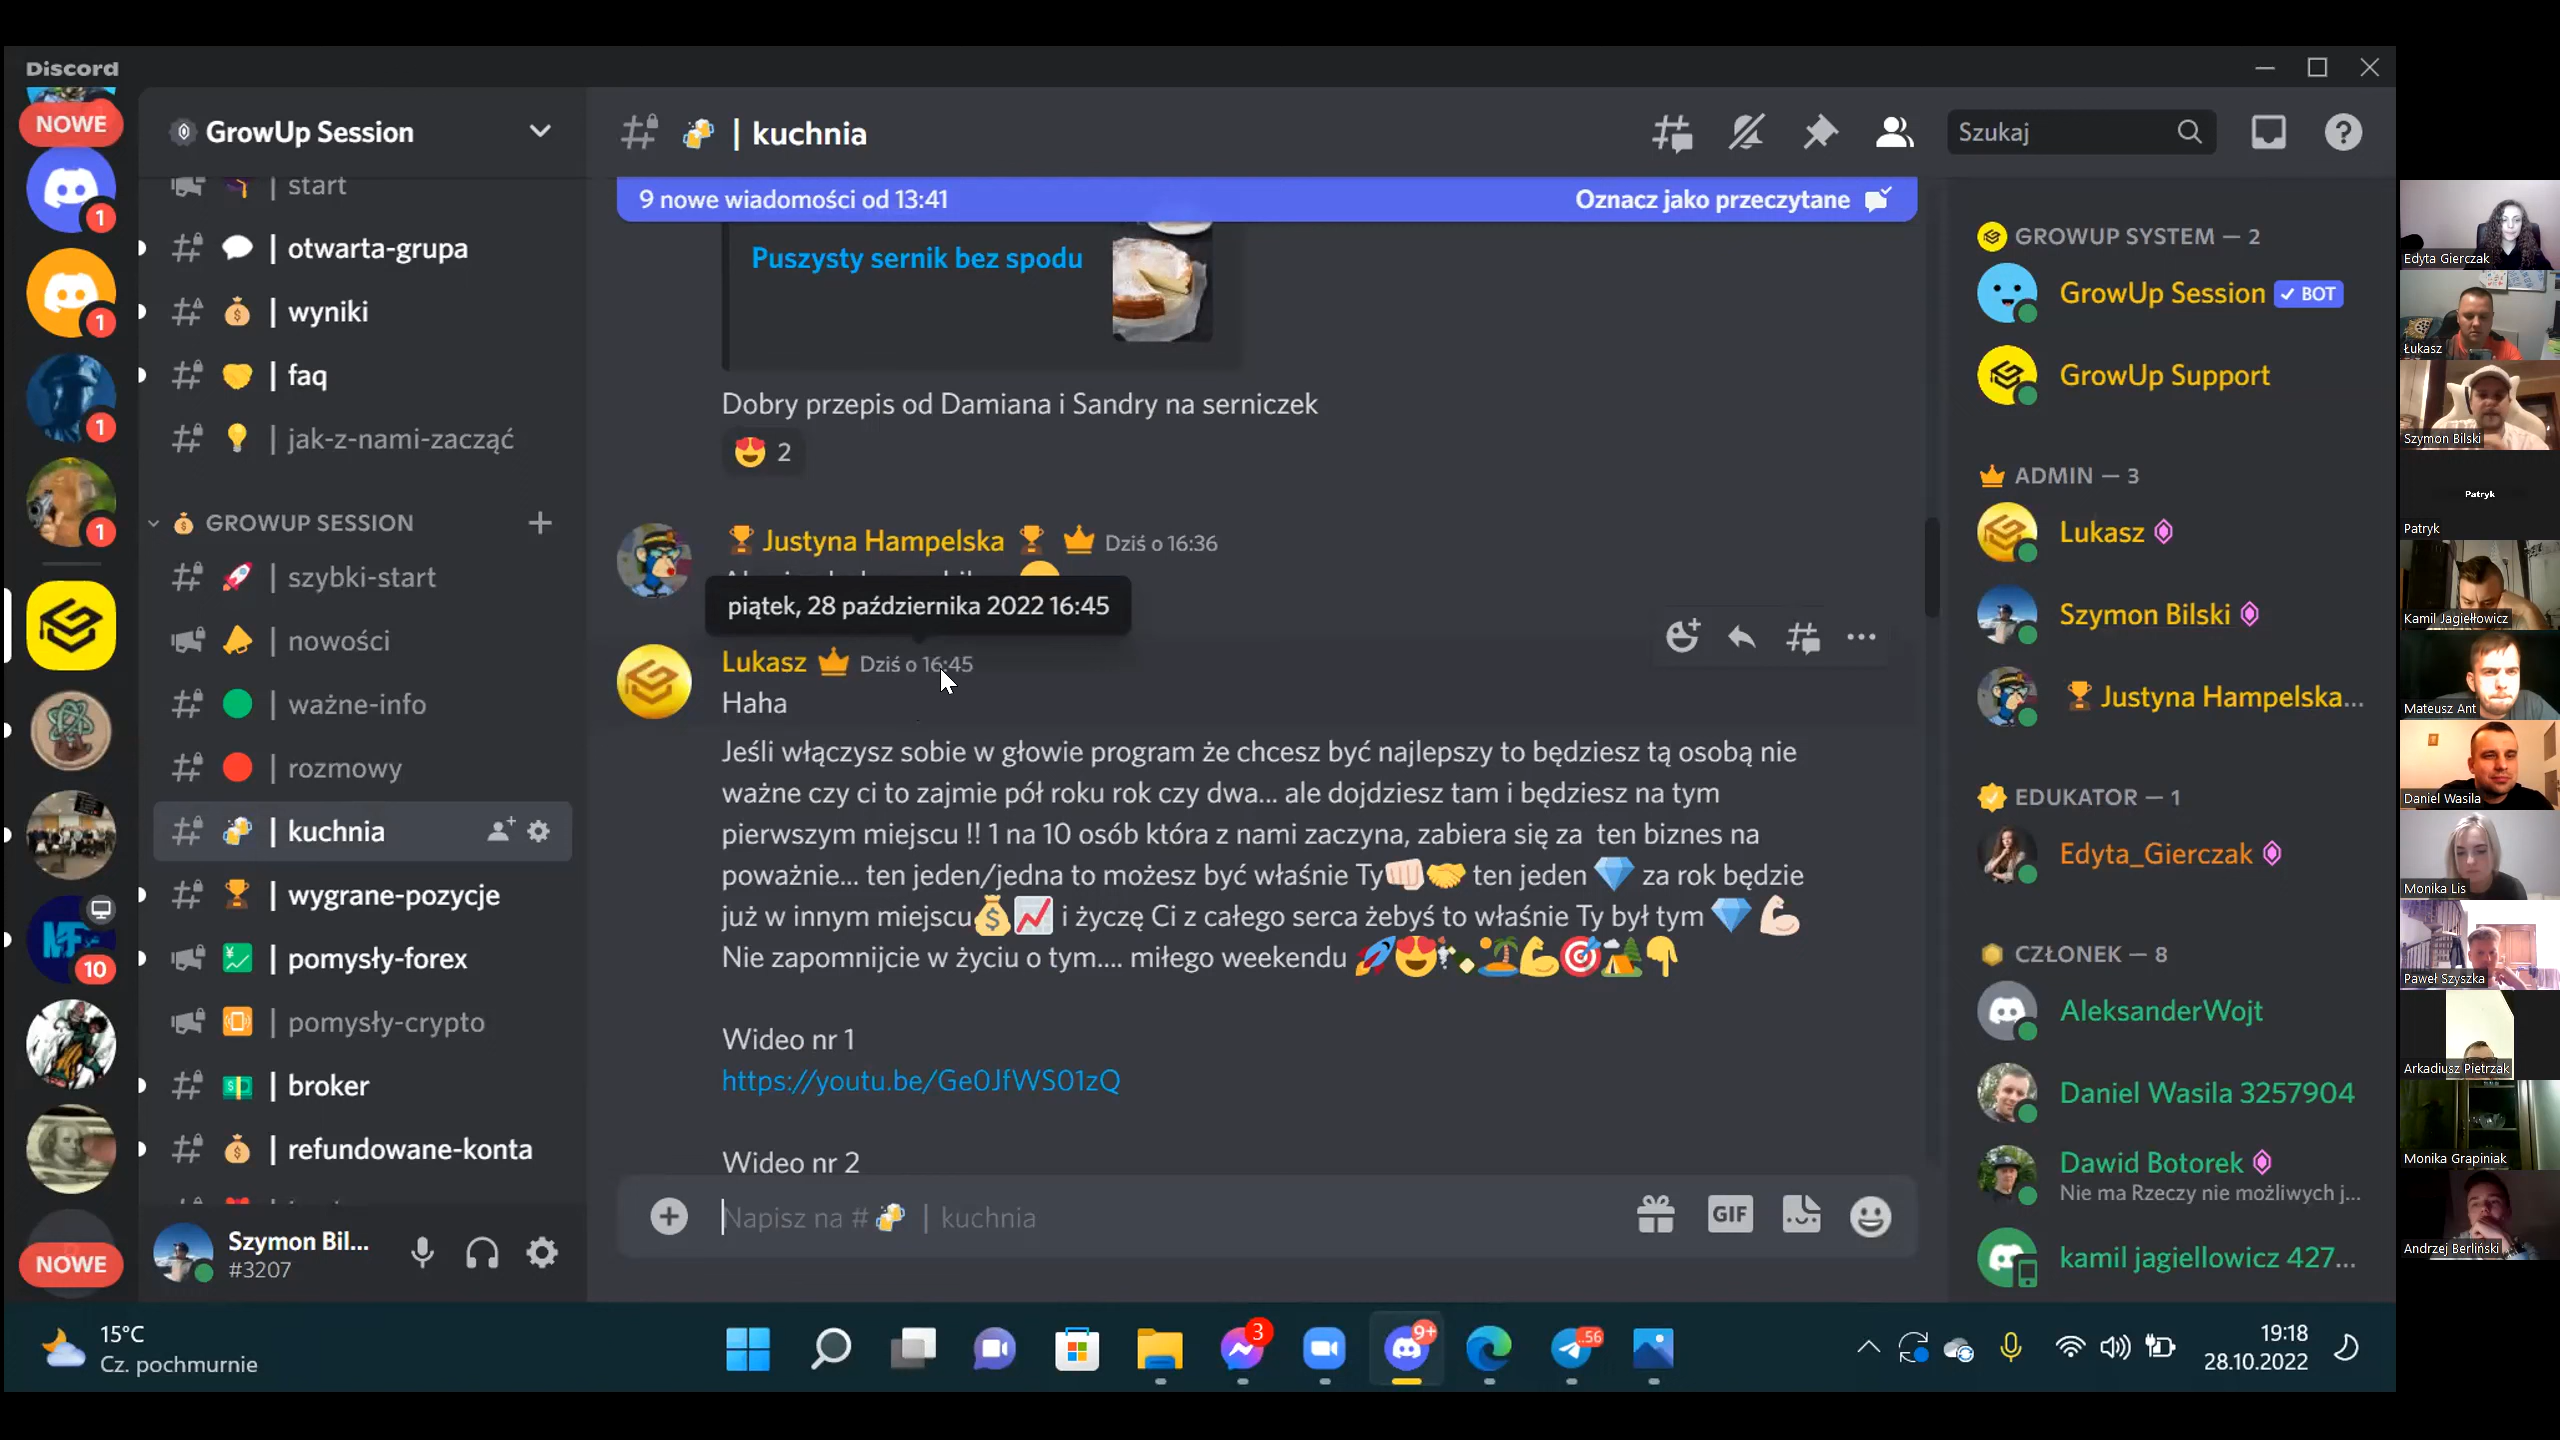 Discord
NOWE
1
1
1
1
10
NOWE
GrowUp Session
| start
| otwarta-grupa
| wyniki
| faq
| jak-z-nami-zacząć
GROWUP SESSION
| szybki-start
| nowości
| ważne-info
| rozmowy
| kuchnia
| wygrane-pozycje
| pomysły-forex
| pomysły-crypto
| broker
| refundowane-konta
Szymon Bil...
#3207
| kuchnia
Szukaj
9 nowe wiadomości od 13:41
Oznacz jako przeczytane
Puszysty sernik bez spodu
Dobry przepis od Damiana i Sandry na serniczek
2
Justyna Hampelska Dziś o 16:36
piątek, 28 października 2022 16:45
Lukasz Dziś o 16:45
Haha
Jeśli włączysz sobie w głowie program że chcesz być najlepszy to będziesz tą osobą nie
ważne czy ci to zajmie pół roku rok czy dwa... ale dojdziesz tam i będziesz na tym
pierwszym miejscu !! 1 na 10 osób która z nami zaczyna, zabiera się za ten biznes na
poważnie... ten jeden/jedna to możesz być właśnie Ty👊🏻🤝 ten jeden 💎 za rok będzie
już w innym miejscu💰📈 i życzę Ci z całego serca żebyś to właśnie Ty był tym 💎 💪🏻
Nie zapomnijcie w życiu o tym.... miłego weekendu 🚀😍🍾🏝💪🎯🏕👇
Wideo nr 1
https://youtu.be/Ge0JfWS01zQ
Wideo nr 2
Napisz na # | kuchnia
GIF
GROWUP SYSTEM — 2
GrowUp Session ✓ BOT
GrowUp Support
ADMIN — 3
Lukasz
Szymon Bilski
Justyna Hampelska...
EDUKATOR — 1
Edyta_Gierczak
CZŁONEK — 8
AleksanderWojt
Daniel Wasila 3257904
Dawid Botorek
Nie ma Rzeczy nie możliwych j...
kamil jagiellowicz 427...
Edyta Gierczak
Łukasz
Szymon Bilski
Patryk
Patryk
Kamil Jagiełłowicz
Mateusz Ant
Daniel Wasila
Monika Lis
Paweł Szyszka
Arkadiusz Pietrzak
Monika Grapiniak
Andrzej Berliński
15°C
Cz. pochmurnie
3
9+
..56
19:18
28.10.2022